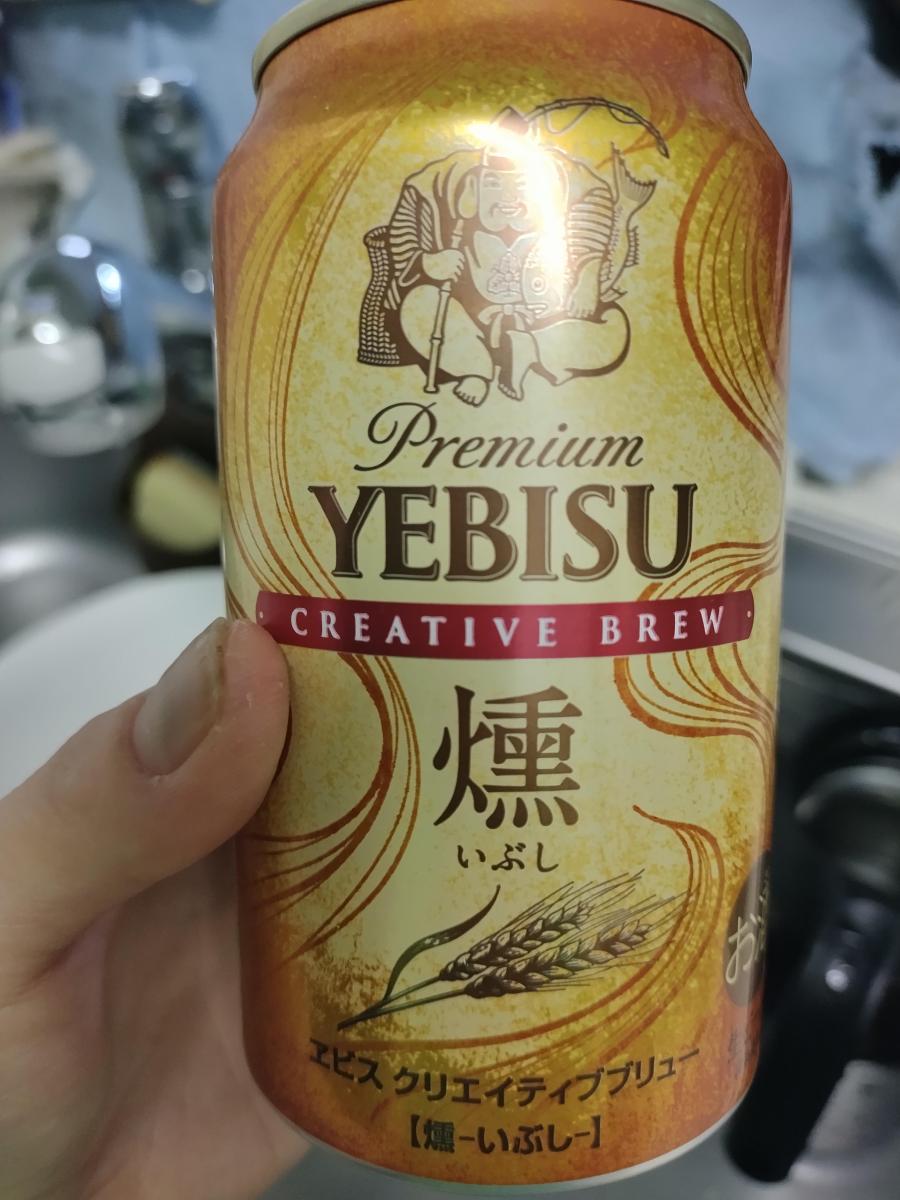 Premium
YEBISU
CREATIVE BREW
燻
いぶし
ヱビス クリエイティブブリュー
【燻-いぶし-】